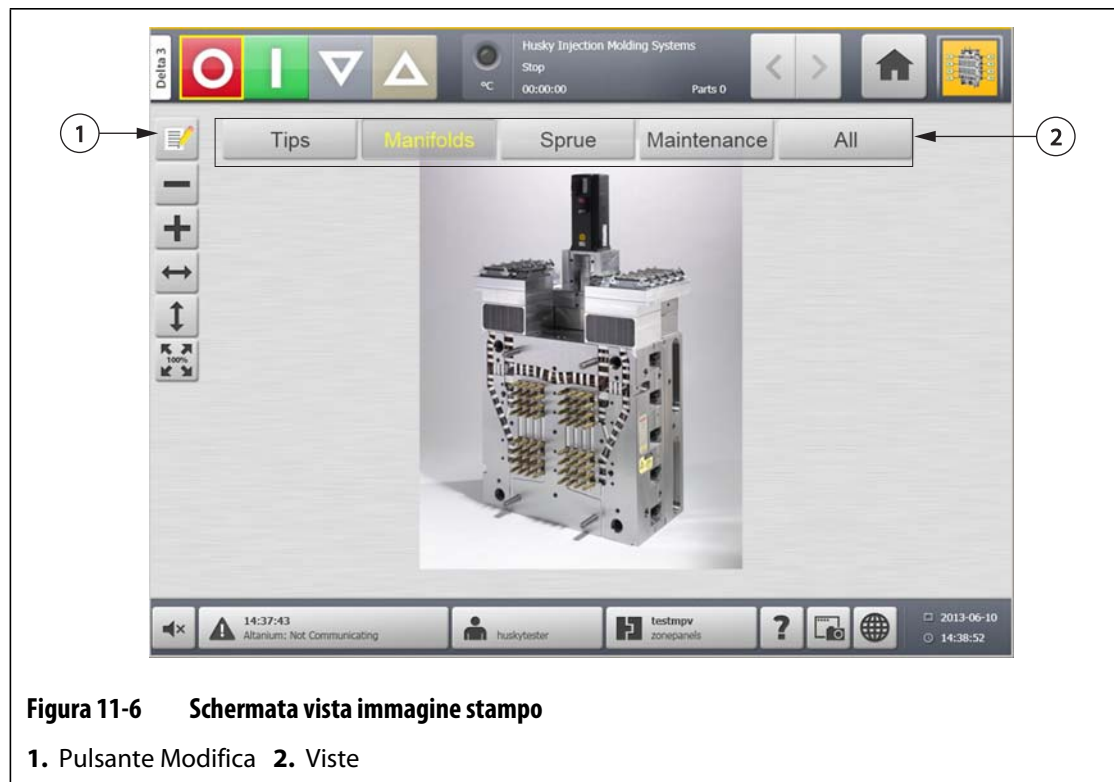 Delta 3
Husky Injection Molding Systems
Stop
ºC
00:00:00 Parts 0
1
2
Tips Manifolds Sprue Maintenance All
100%
14:37:43
Altanium: Not Communicating
huskytester
testmpv
zonepanels
?
2013-06-10
14:38:52
Figura 11-6 Schermata vista immagine stampo
1. Pulsante Modifica 2. Viste